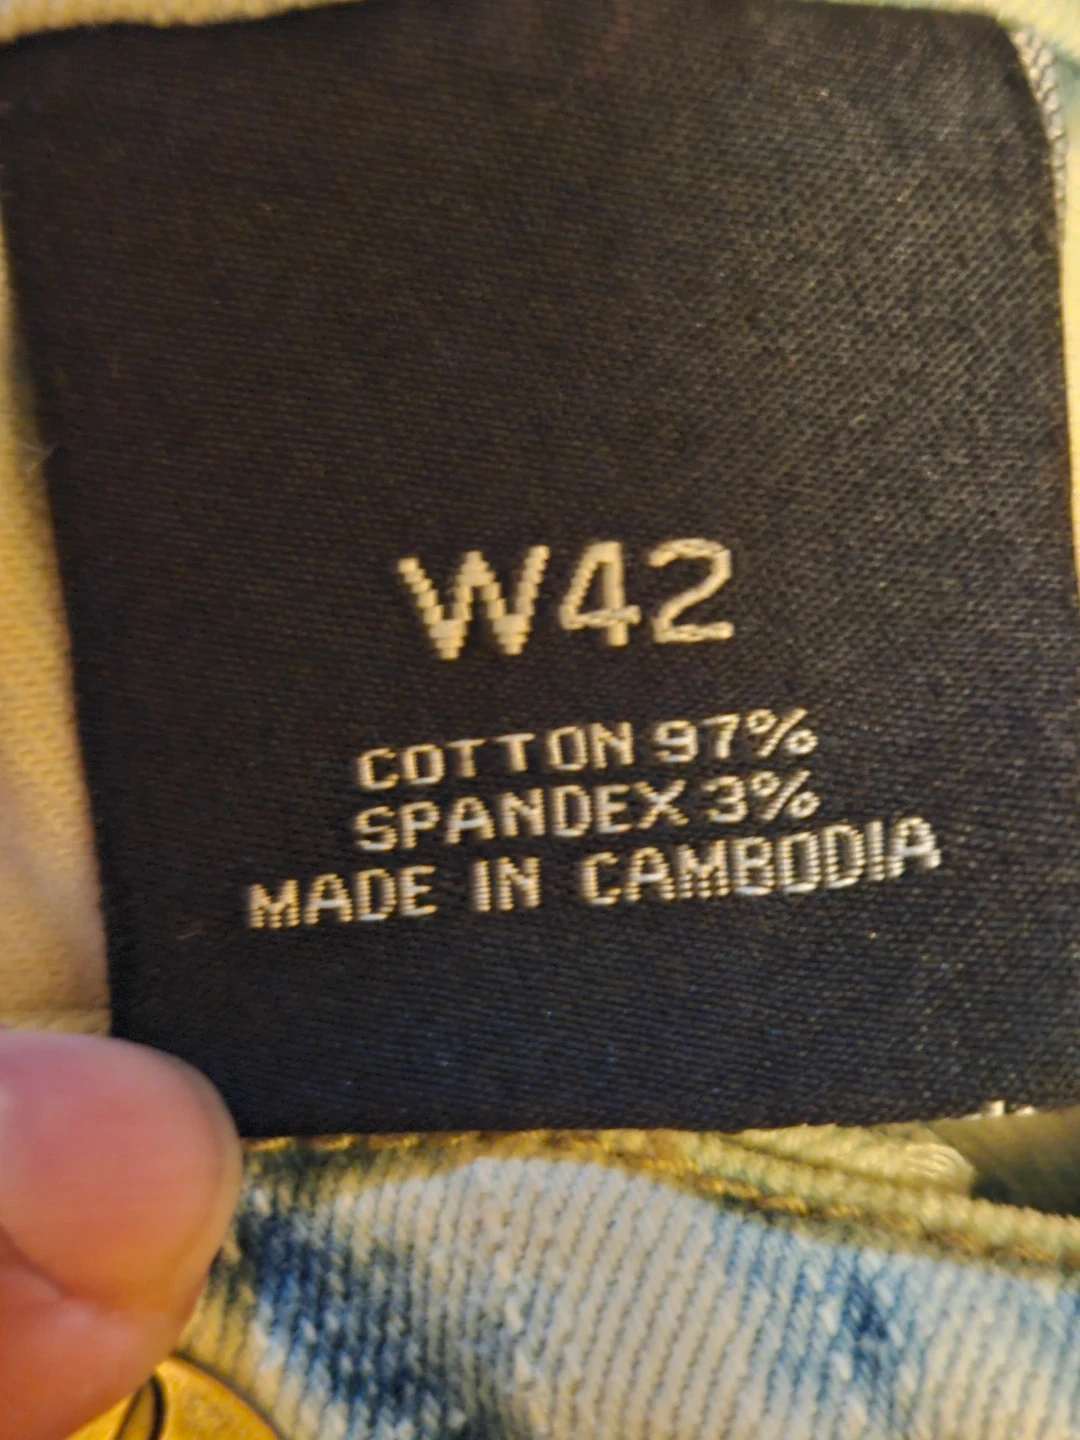 W42
COTTON 97%
SPANDEX 3%
MADE IN CAMBODIA